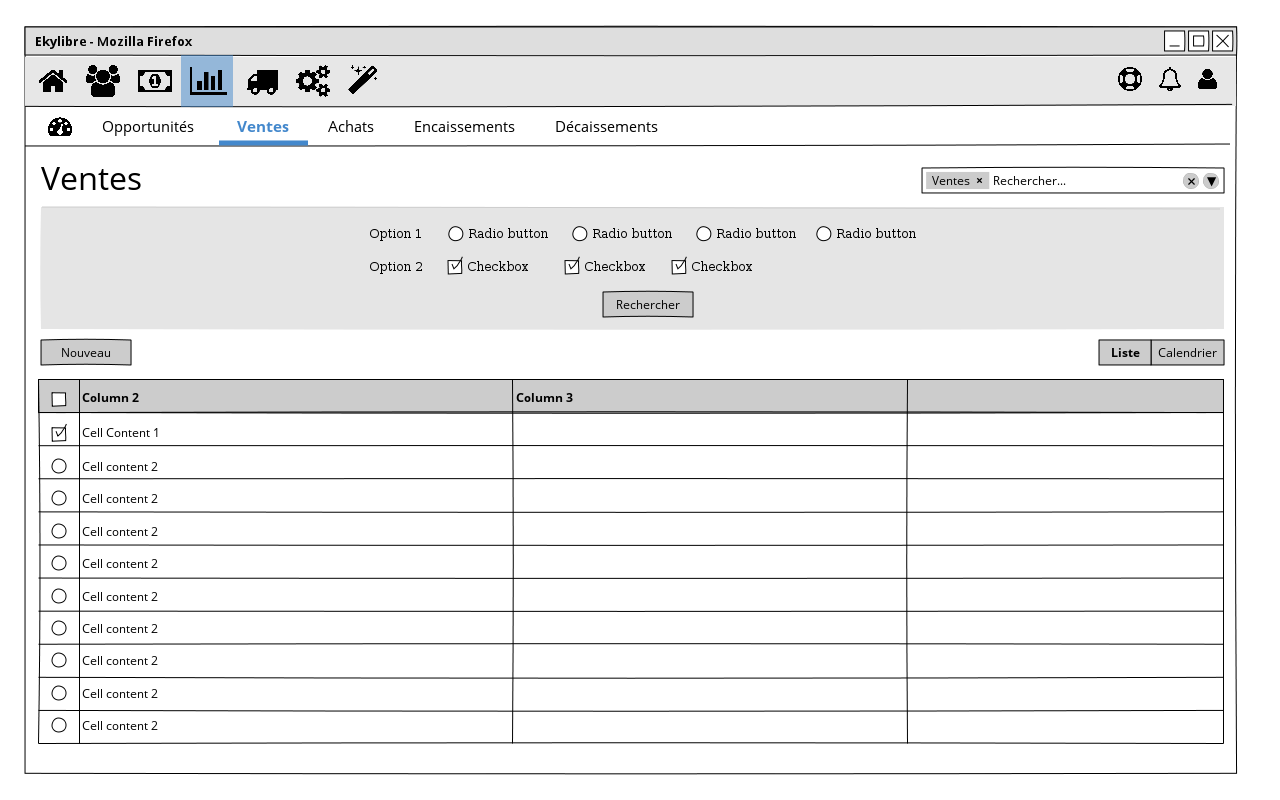 Ekylibre - Mozilla Firefox
Opportunités Ventes Achats Encaissements Décaissements
Ventes
Ventes × Rechercher...
Option 1 Radio button Radio button Radio button Radio button
Option 2 Checkbox Checkbox Checkbox
Rechercher
Nouveau Liste Calendrier
Column 2 Column 3
Cell Content 1
Cell content 2
Cell content 2
Cell content 2
Cell content 2
Cell content 2
Cell content 2
Cell content 2
Cell content 2
Cell content 2